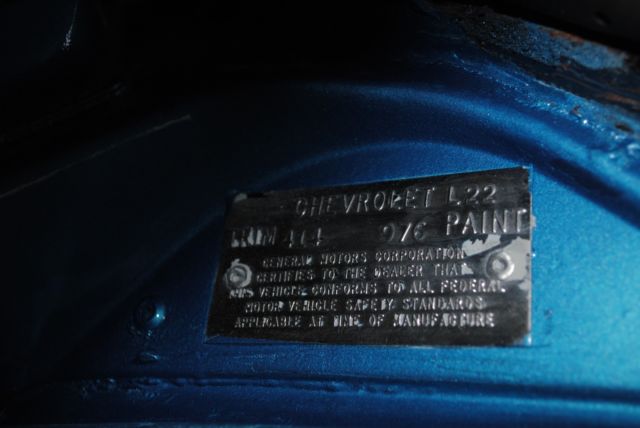 CHEVROLET L22
TRIM 414 976 PAINT
GENERAL MOTORS CORPORATION
CERTIFIES TO THE DEALER THAT
THIS VEHICLE CONFORMS TO ALL FEDERAL
MOTOR VEHICLE SAFETY STANDARDS
APPLICABLE AT TIME OF MANUFACTURE